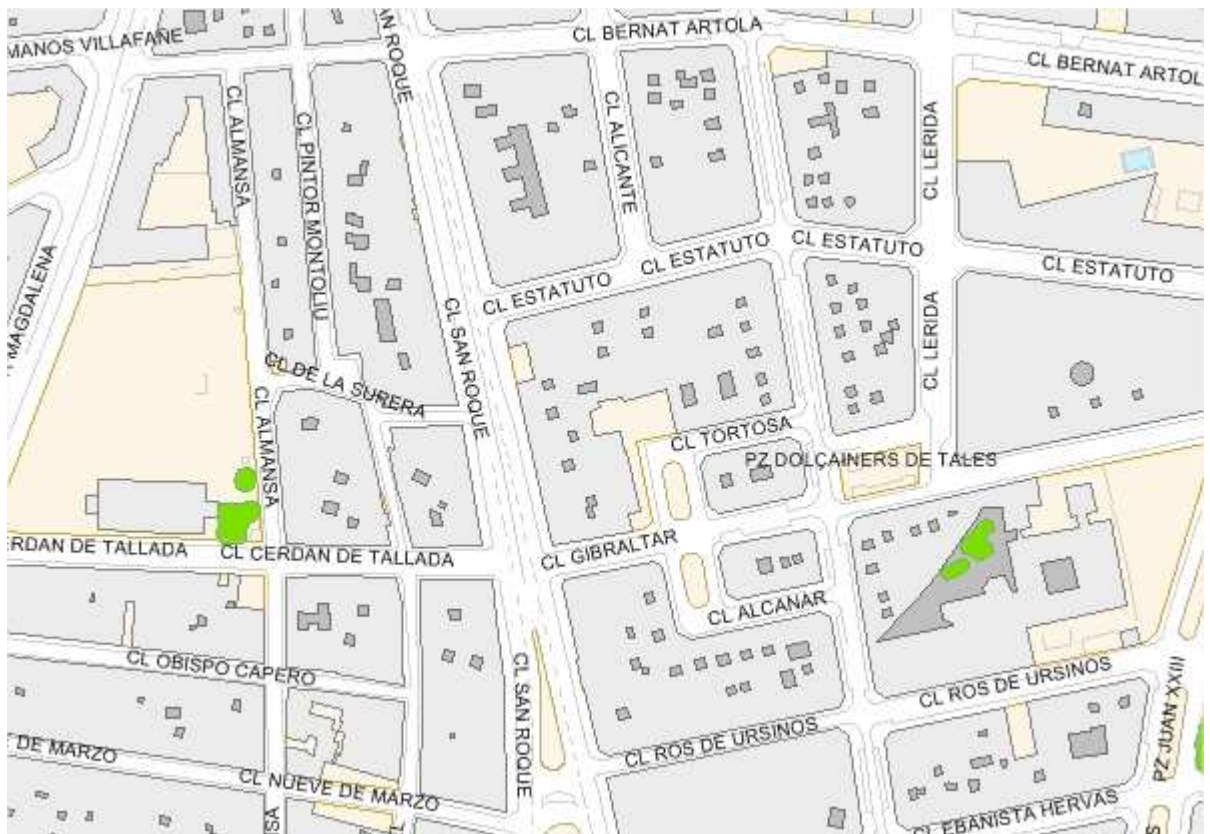 CL BERNAT ARTOLA
MANOS VILLAFAÑE
AN ROQUE
CL BERNAT ARTOL
CL ALMANSA
CL PINTOR MONTOLIU
CL ALICANTE
CL LERIDA
CL ESTATUTO
CL ESTATUTO
CL ESTATUTO
CL ESTATUTO
MAGDALENA
CL SAN ROQUE
CL LERIDA
CL DE LA SURERA
CL ALMANSA
CL TORTOSA
PZ DOLÇAINERS DE TALES
ERDAN DE TALLADA
CL CERDAN DE TALLADA
CL GIBRALTAR
CL ALCANAR
CL OBISPO CAPERO
CL SAN ROQUE
CL ROS DE URSINOS
CL ROS DE URSINOS
PZ JUAN XXIII
DE MARZO
CL NUEVE DE MARZO
CL EBANISTA HERVAS
SA